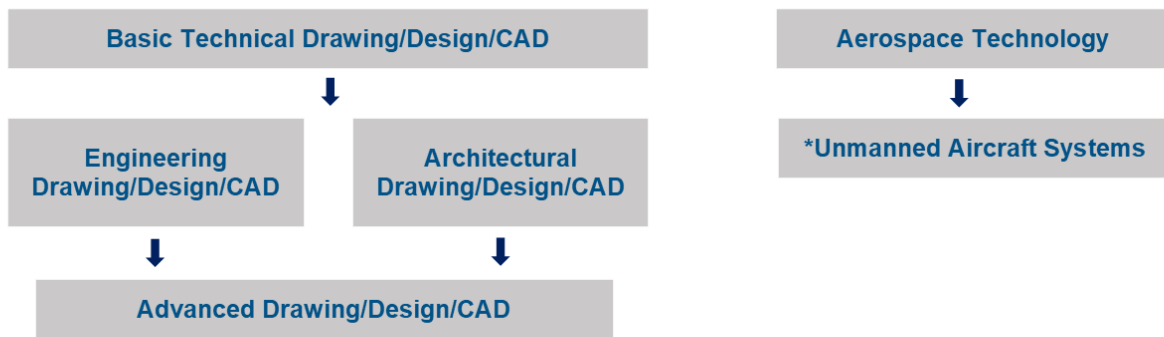 Basic Technical Drawing/Design/CAD
Engineering
Drawing/Design/CAD
Architectural
Drawing/Design/CAD
Advanced Drawing/Design/CAD
Aerospace Technology
*Unmanned Aircraft Systems